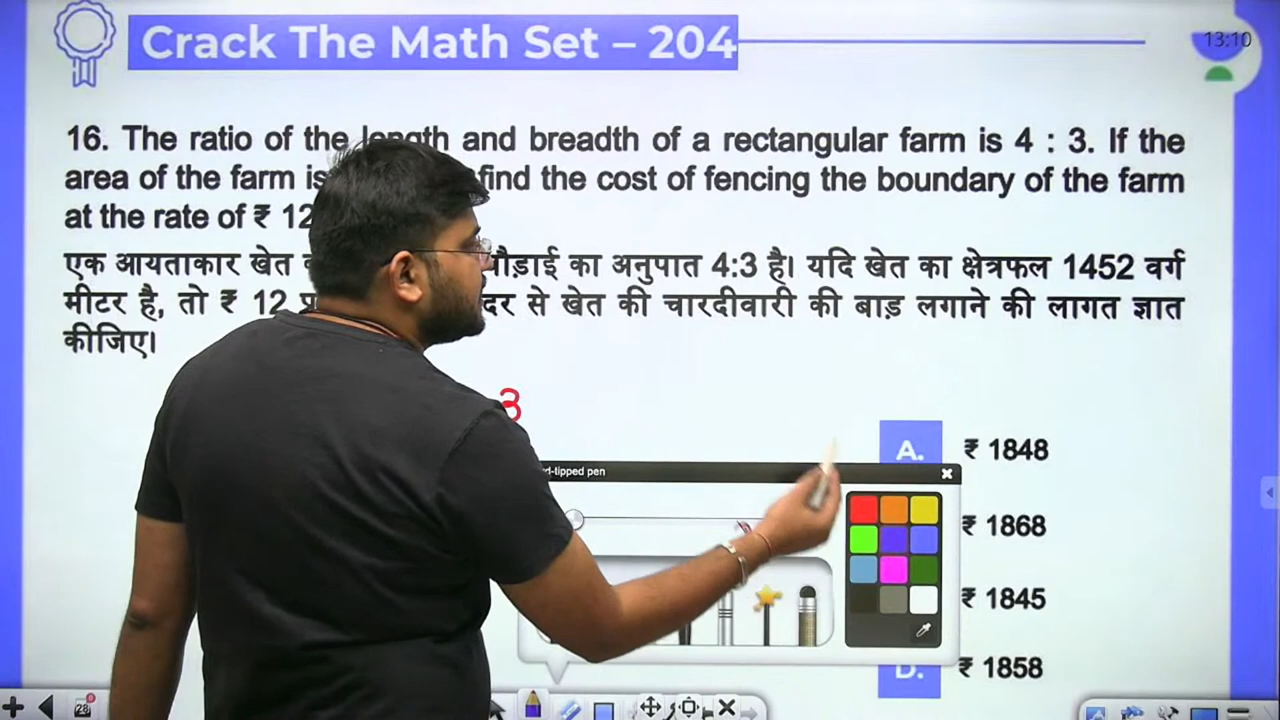 Crack The Math Set – 204
13:10
16. The ratio of the length and breadth of a rectangular farm is 4 : 3. If the
area of the farm is find the cost of fencing the boundary of the farm
at the rate of ₹ 12
एक आयताकार खेत चौड़ाई का अनुपात 4:3 है। यदि खेत का क्षेत्रफल 1452 वर्ग
मीटर है, तो ₹ 12 दर से खेत की चारदीवारी की बाड़ लगाने की लागत ज्ञात
कीजिए।
3
A. ₹ 1848
d-tipped pen
₹ 1868
₹ 1845
D. ₹ 1858
28